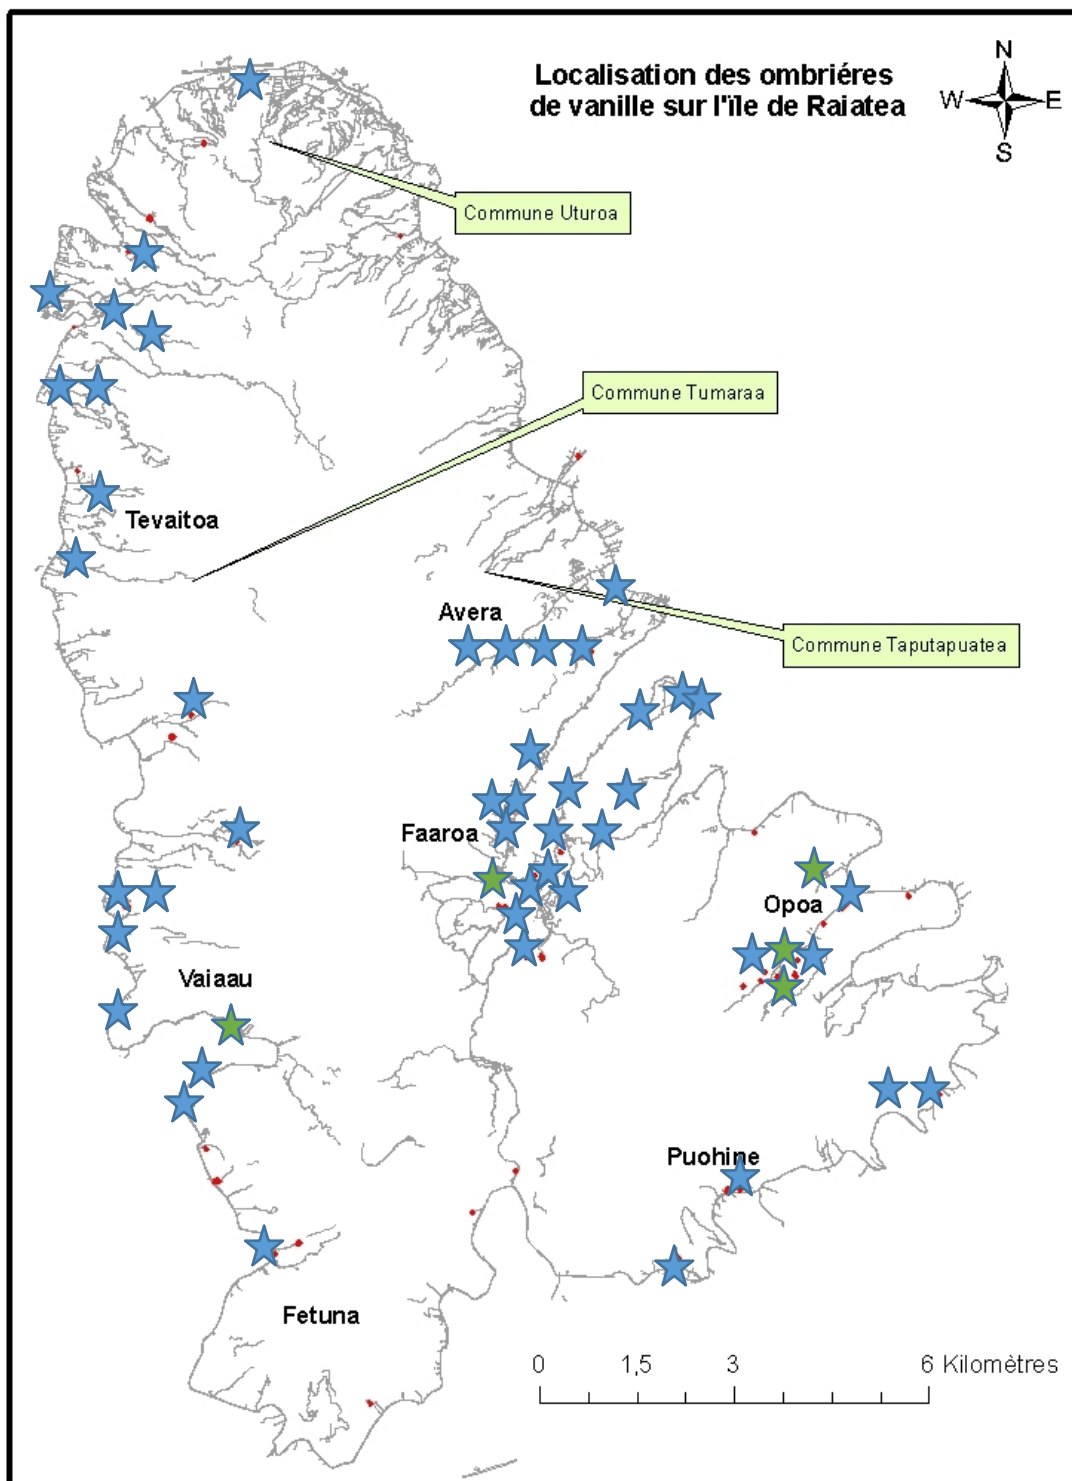 Localisation des ombriéres
de vanille sur l'île de Raiatea
N
W
E
S
Commune Uturoa
Commune Tumaraa
Tevaitoa
Avera
Commune Taputapuatea
Faaroa
Opoa
Vaiaau
Puohine
Fetuna
0 1,5 3 6 Kilomètres